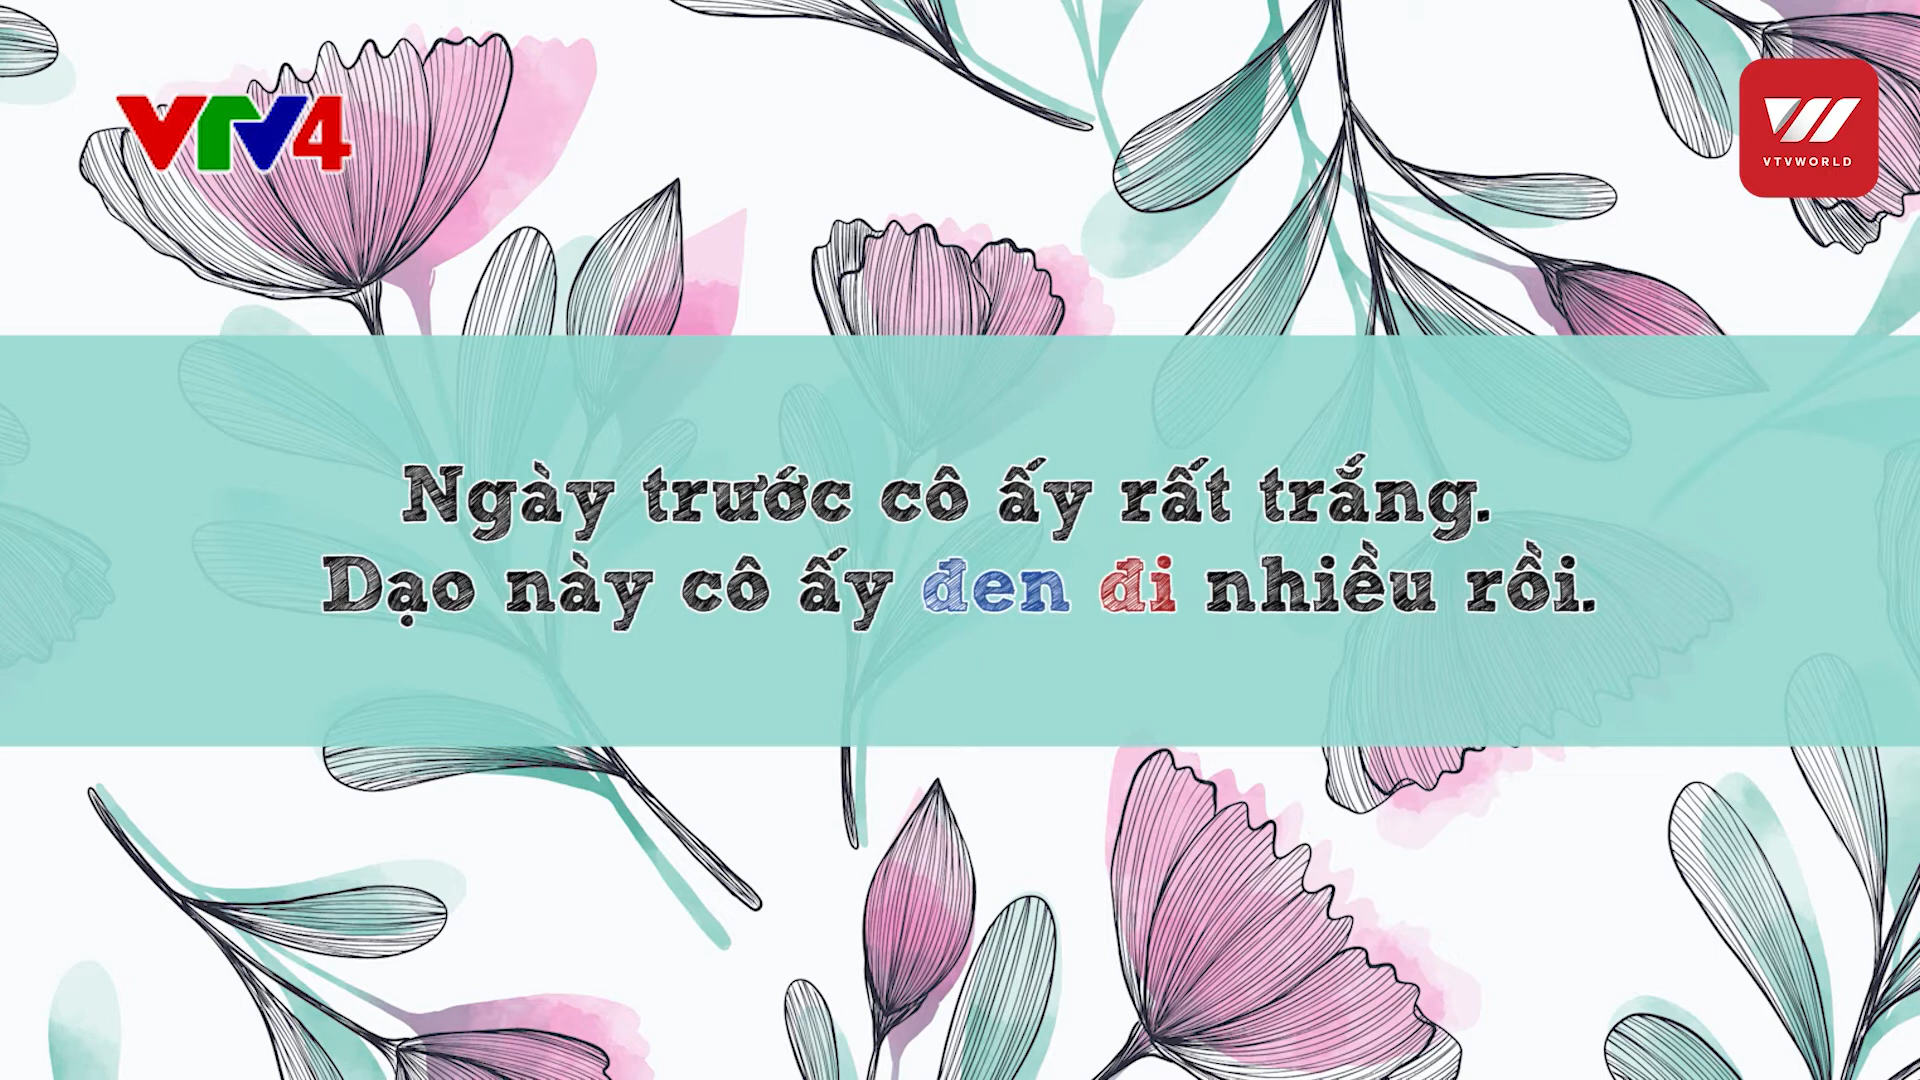 VTV4
VTVWORLD
Ngày trước cô ấy rất trắng.
Dạo này cô ấy đen đi nhiều rồi.